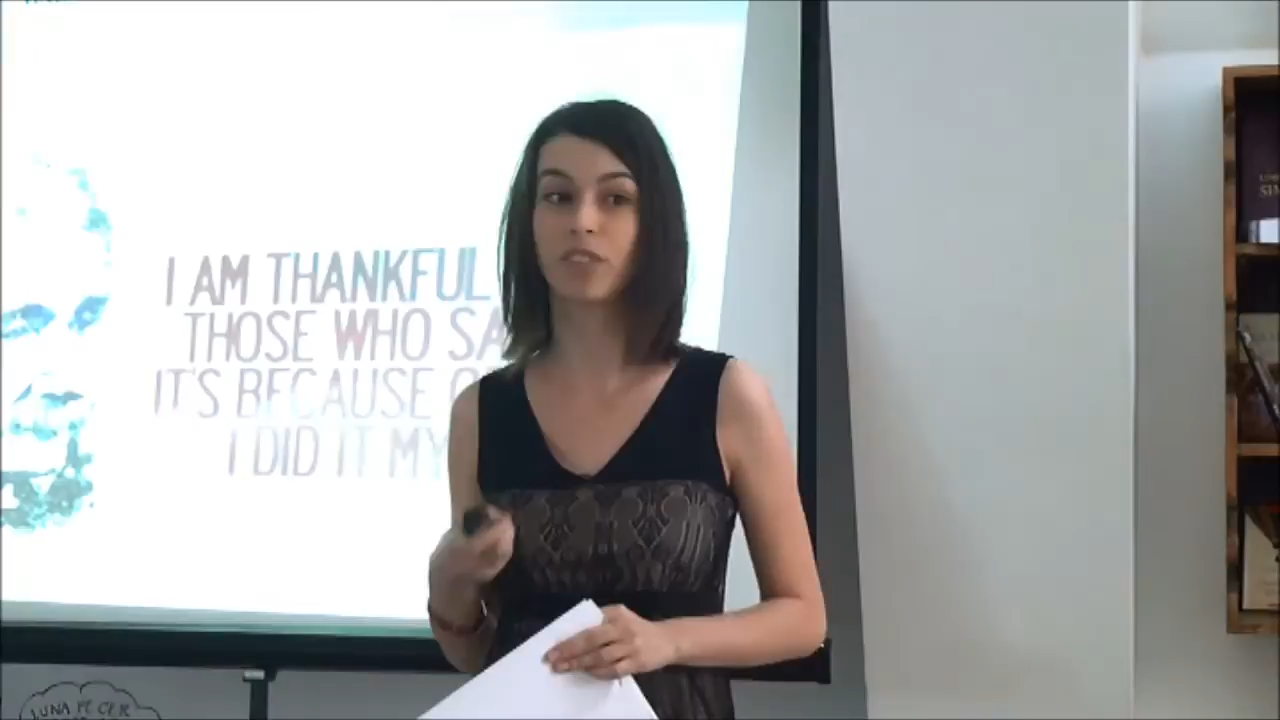 I AM THANKFUL
THOSE WHO SA
IT'S BECAUSE O
I DID IT MY
LUNA PE CER